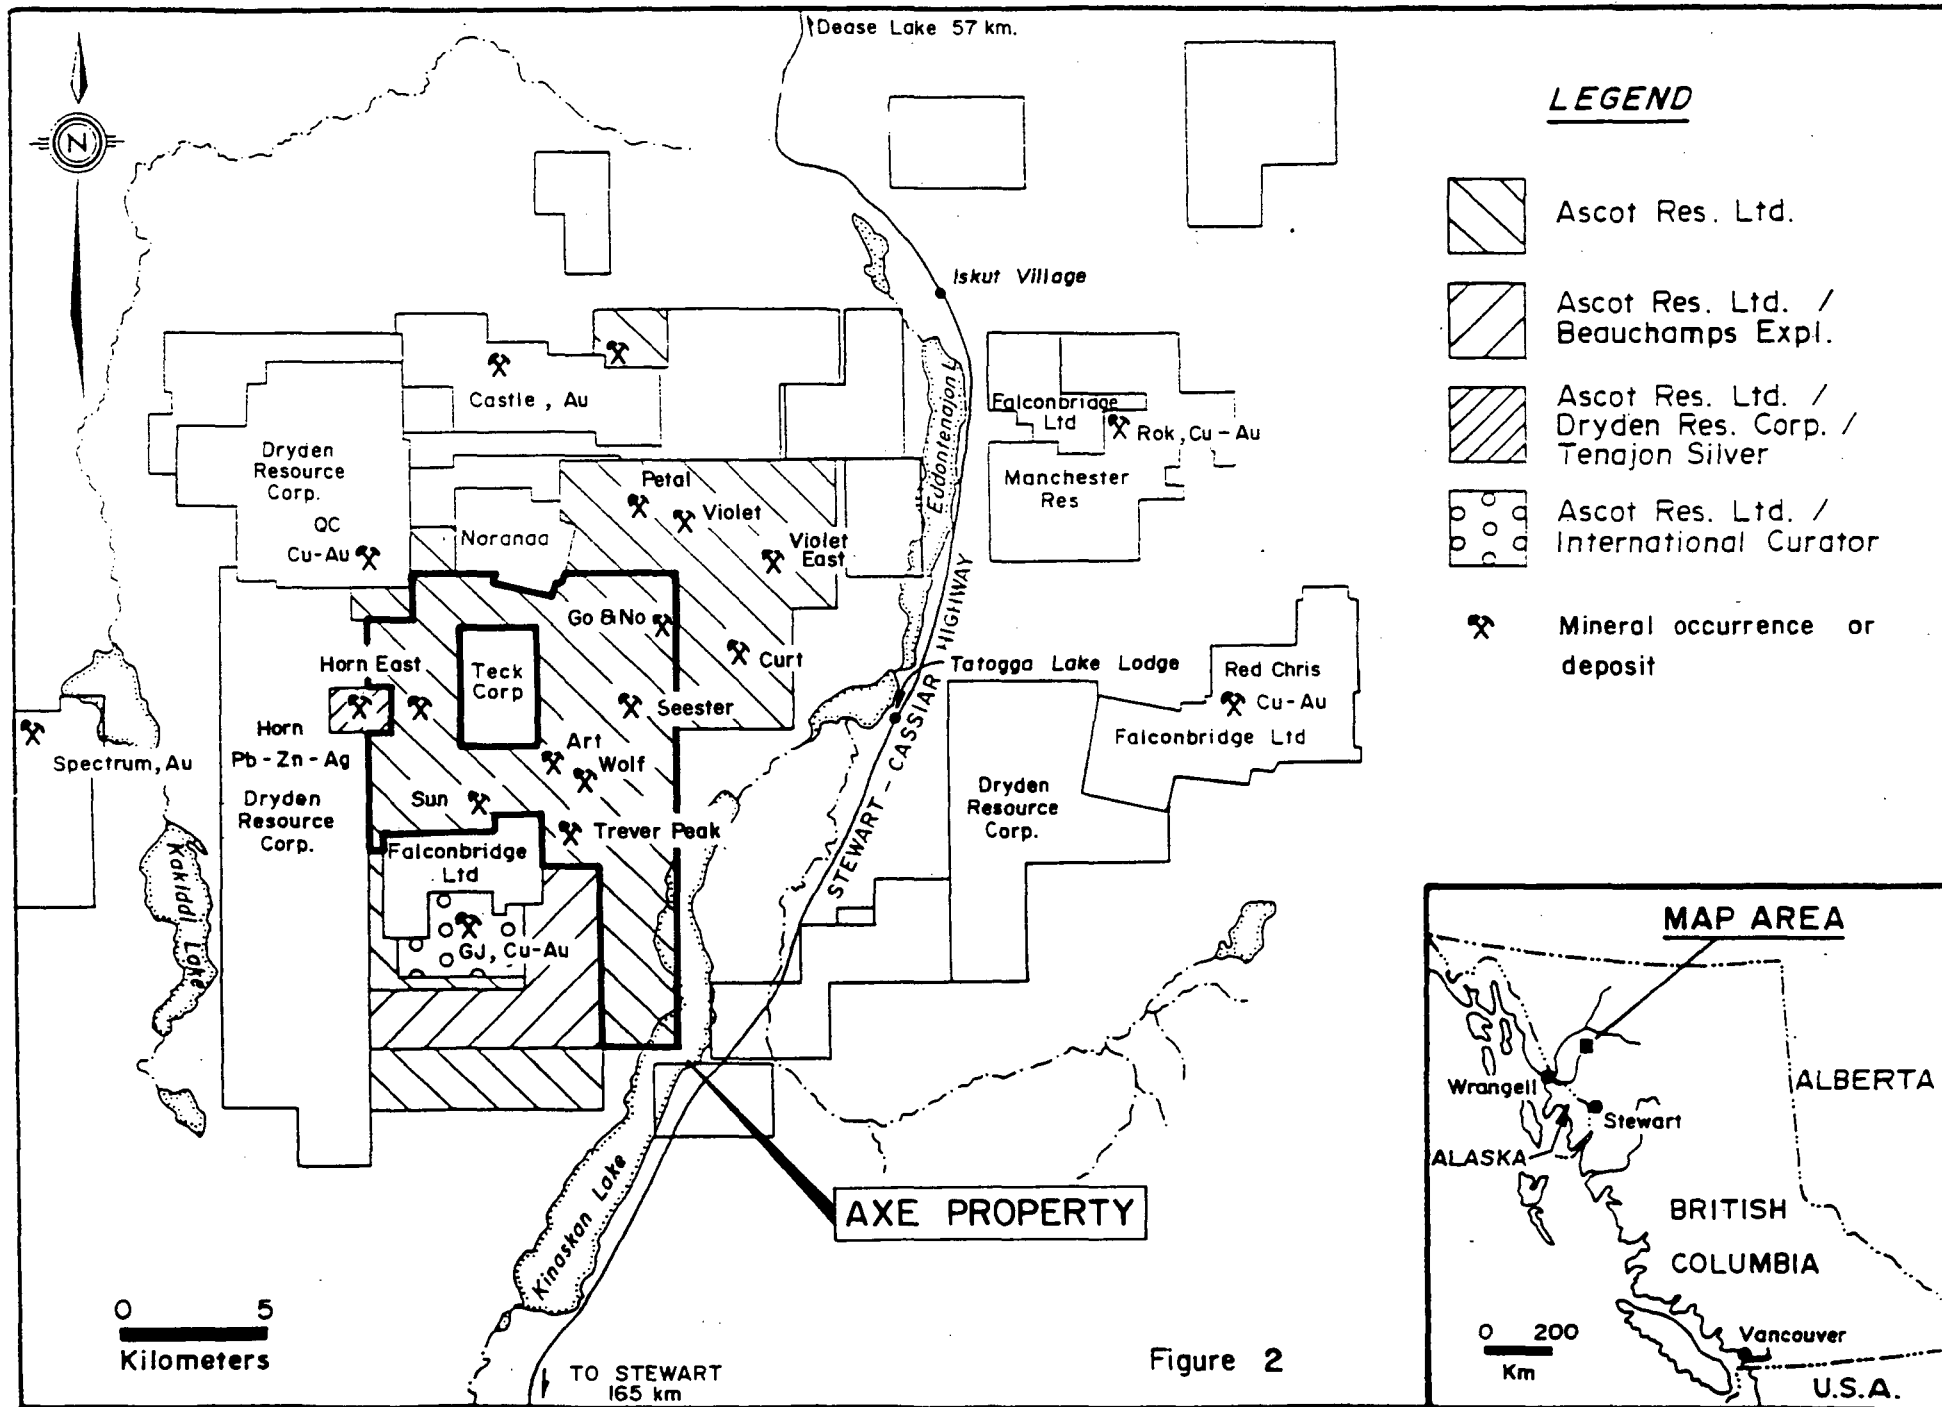 Dease Lake 57 km.
N
LEGEND
Ascot Res. Ltd.
Ascot Res. Ltd. /
Beauchamps Expl.
Ascot Res. Ltd. /
Dryden Res. Corp. /
Tenajon Silver
Ascot Res. Ltd. /
International Curator
Mineral occurrence or
deposit
Iskut Village
Eddontenajon L.
Castle, Au
Falconbridge
Ltd
Rok, Cu-Au
Manchester
Res
Dryden
Resource
Corp.
QC
Cu-Au
Noranda
Petal
Violet
Violet
East
Go & No
Curt
Horn East
Teck
Corp
Seester
Tatogga Lake Lodge
STEWART-CASSIAR HIGHWAY
Red Chris
Cu-Au
Falconbridge Ltd
Spectrum, Au
Horn
Pb-Zn-Ag
Dryden
Resource
Corp.
Art
Wolf
Sun
Trever Peak
Dryden
Resource
Corp.
Falconbridge
Ltd
GJ, Cu-Au
Kakiddi Lake
Kinaskan Lake
AXE PROPERTY
0 5
Kilometers
TO STEWART
165 km
Figure 2
MAP AREA
Wrangell
Stewart
ALASKA
ALBERTA
BRITISH
COLUMBIA
0 200
Km
Vancouver
U.S.A.